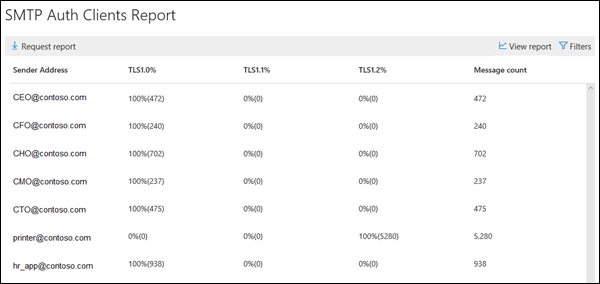 SMTP Auth Clients Report
Request report View report Filters
Sender Address TLS1.0% TLS1.1% TLS1.2% Message count
CEO@contoso.com 100%(472) 0%(0) 0%(0) 472
CFO@contoso.com 100%(240) 0%(0) 0%(0) 240
CHO@contoso.com 100%(702) 0%(0) 0%(0) 702
CMO@contoso.com 100%(237) 0%(0) 0%(0) 237
CTO@contoso.com 100%(475) 0%(0) 0%(0) 475
printer@contoso.com 0%(0) 0%(0) 100%(5280) 5,280
hr_app@contoso.com 100%(938) 0%(0) 0%(0) 938